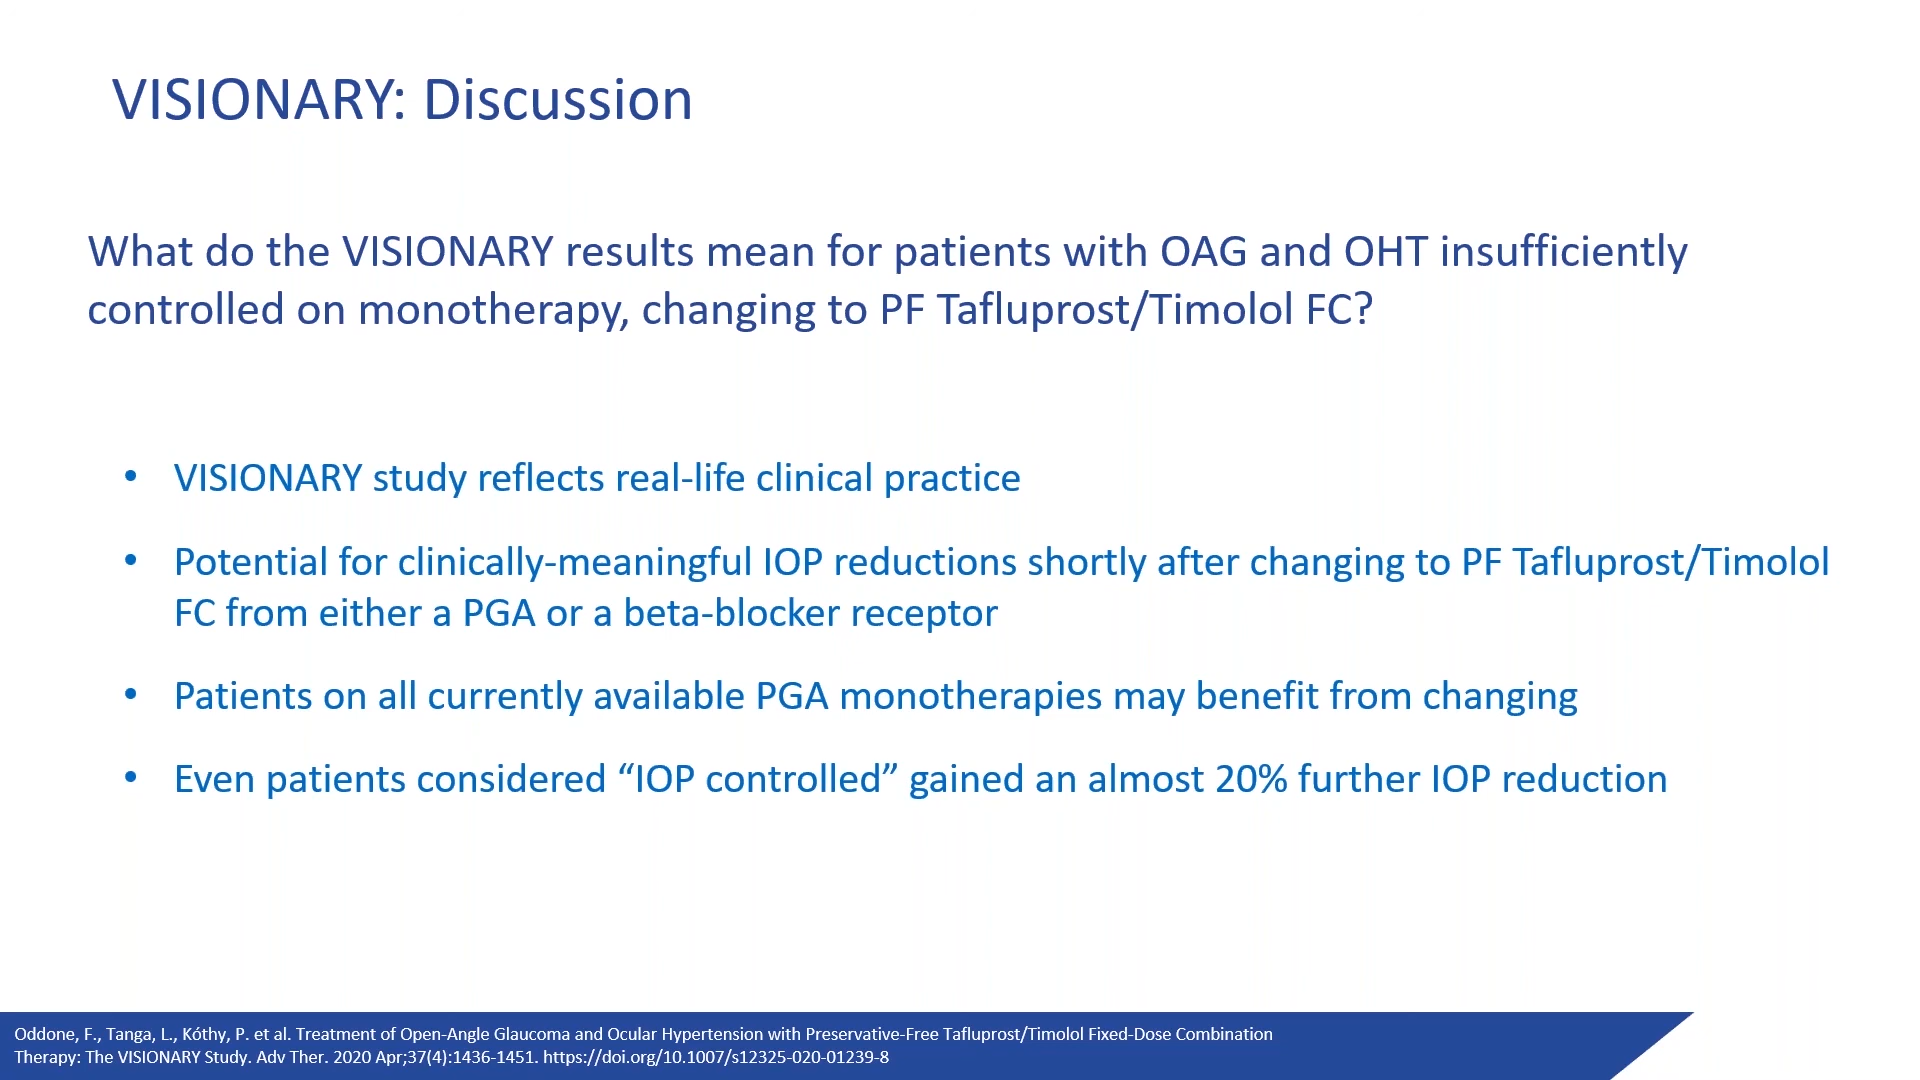 VISIONARY: Discussion
What do the VISIONARY results mean for patients with OAG and OHT insufficiently
controlled on monotherapy, changing to PF Tafluprost/Timolol FC?
• VISIONARY study reflects real-life clinical practice
• Potential for clinically-meaningful IOP reductions shortly after changing to PF Tafluprost/Timolol
FC from either a PGA or a beta-blocker receptor
• Patients on all currently available PGA monotherapies may benefit from changing
• Even patients considered “IOP controlled” gained an almost 20% further IOP reduction
Oddone, F., Tanga, L., Kóthy, P. et al. Treatment of Open-Angle Glaucoma and Ocular Hypertension with Preservative-Free Tafluprost/Timolol Fixed-Dose Combination
Therapy: The VISIONARY Study. Adv Ther. 2020 Apr;37(4):1436-1451. https://doi.org/10.1007/s12325-020-01239-8